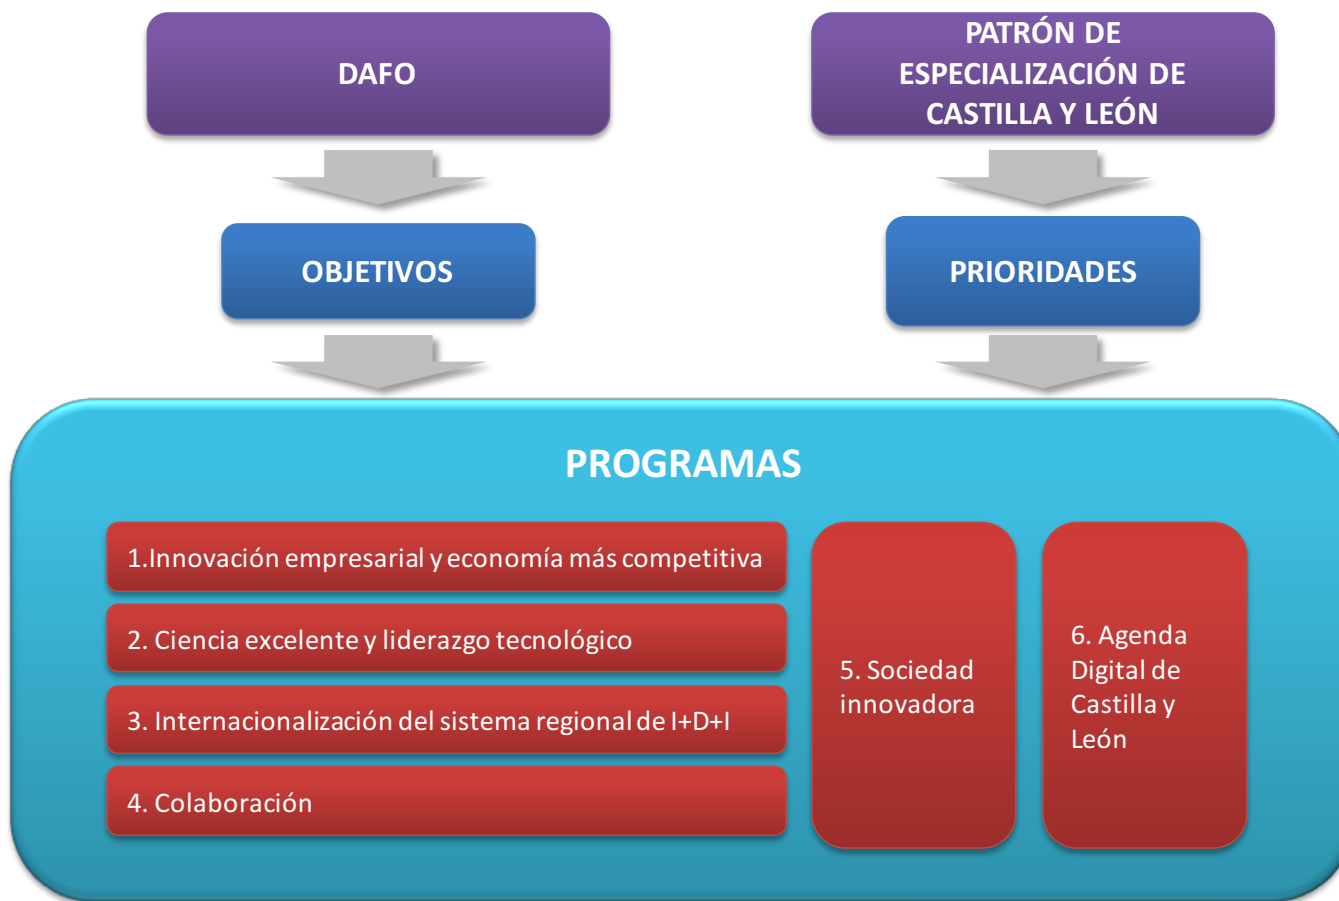 DAFO
PATRÓN DE
ESPECIALIZACIÓN DE
CASTILLA Y LEÓN
OBJETIVOS
PRIORIDADES
PROGRAMAS
1.Innovación empresarial y economía más competitiva
2. Ciencia excelente y liderazgo tecnológico
3. Internacionalización del sistema regional de I+D+I
4. Colaboración
5. Sociedad
innovadora
6. Agenda
Digital de
Castilla y
León